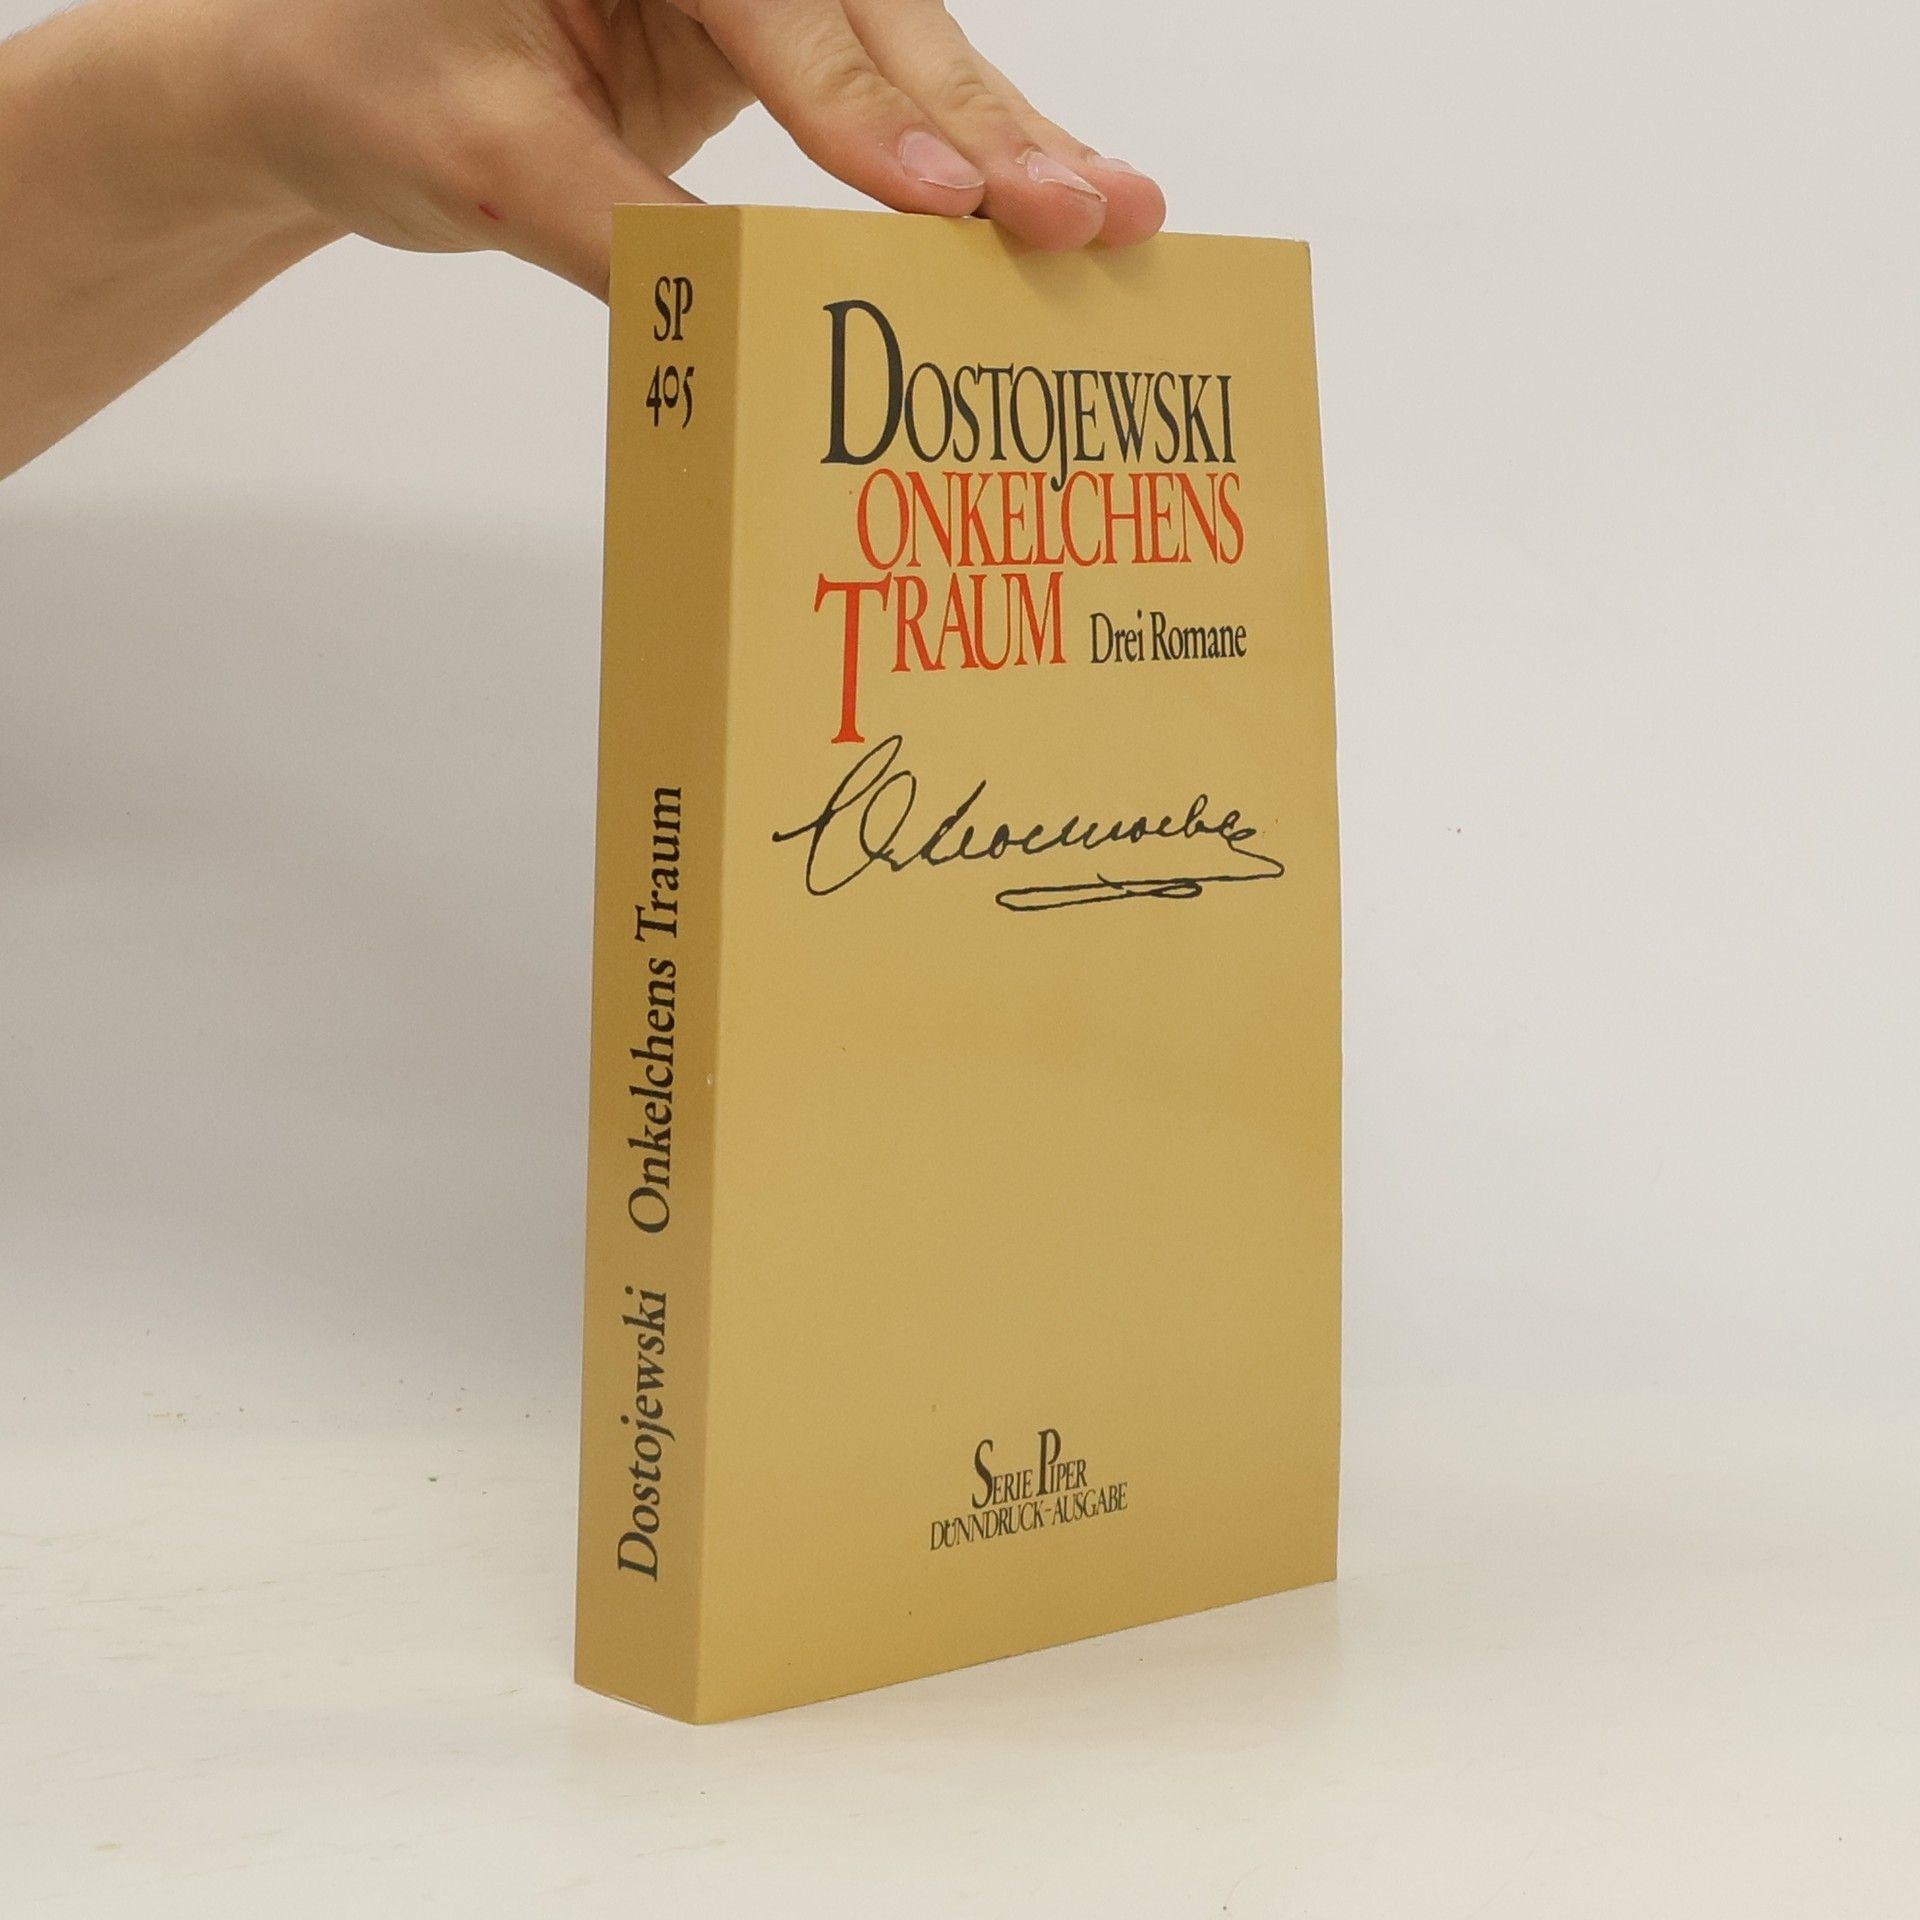 SP
405
Dostojewski Onkelchens Traum
DOSTOJEWSKI
ONKELCHENS
TRAUM Drei Romane
SERIE PIPER
DÜNNDRUCK-AUSGABE